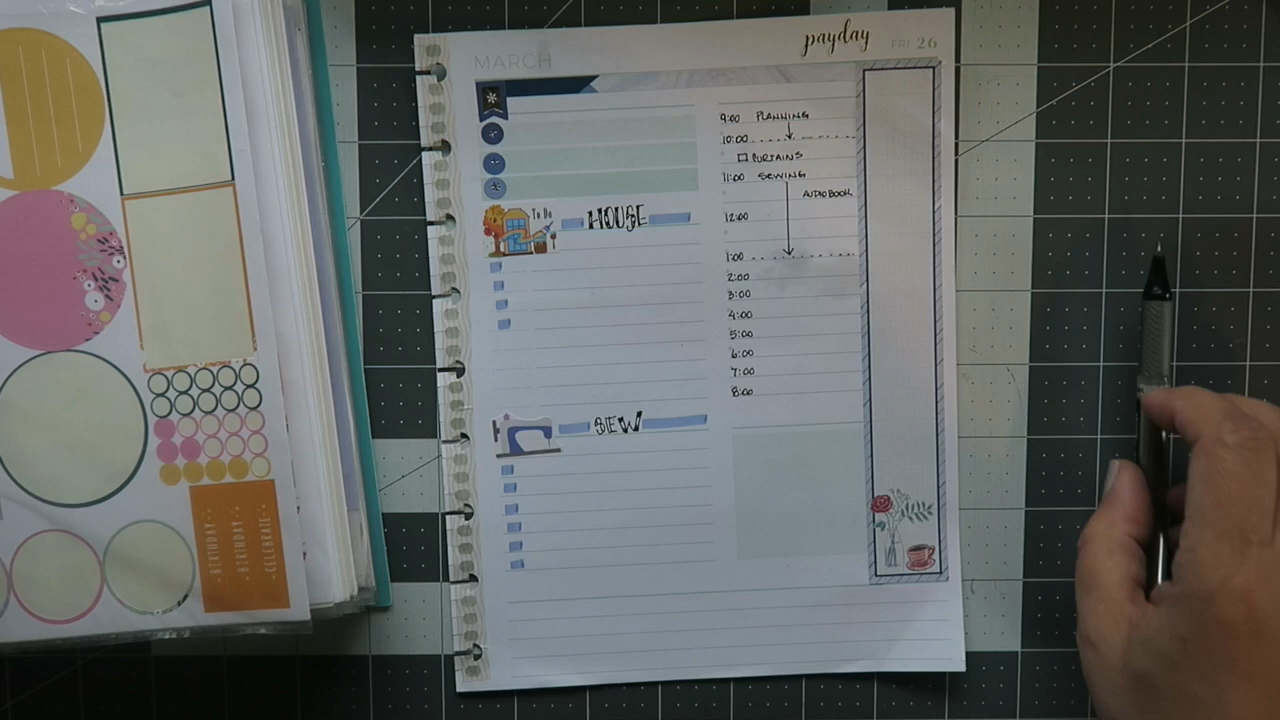 MARCH
payday
FRI 26
9:00 PLANNING
10:00
CURTAINS
11:00 SEWING
AUDIOBOOK
12:00
1:00
2:00
3:00
4:00
5:00
6:00
7:00
8:00
To Do
HOUSE
SEW
BIRTHDAY
BIRTHDAY
CELEBRATE